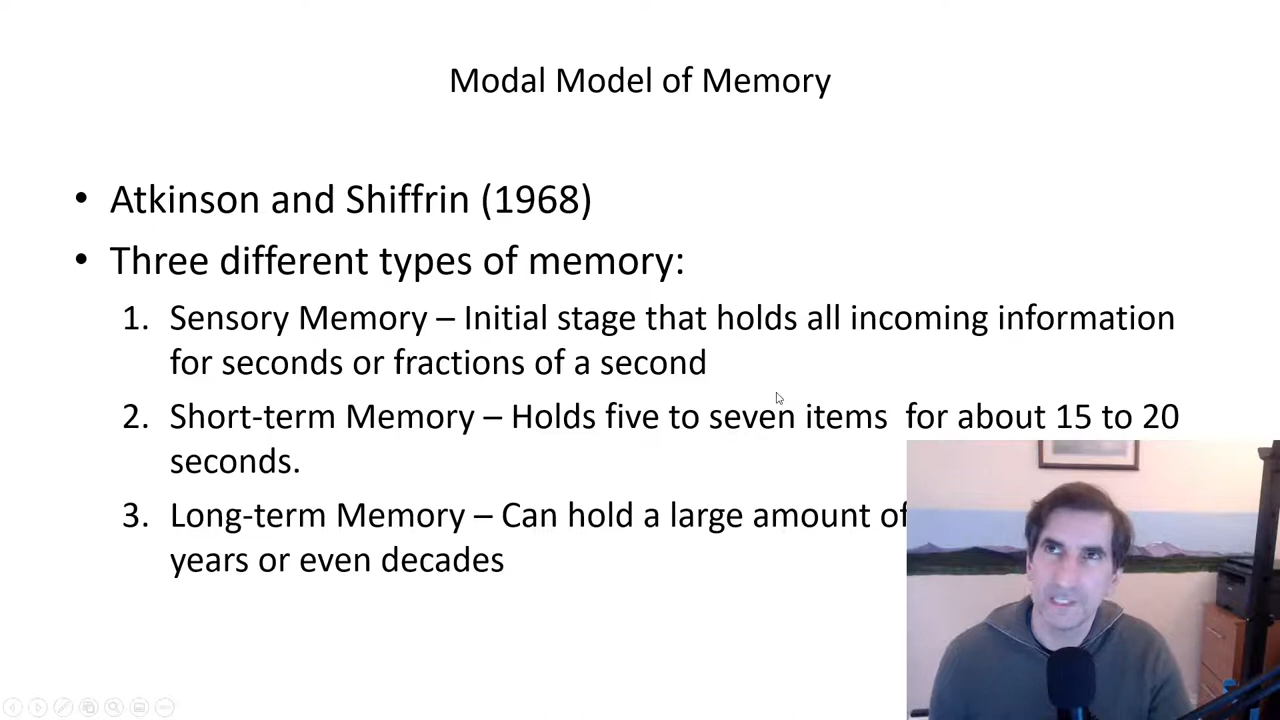 Modal Model of Memory
• Atkinson and Shiffrin (1968)
• Three different types of memory:
1. Sensory Memory – Initial stage that holds all incoming information
for seconds or fractions of a second
2. Short-term Memory – Holds five to seven items  for about 15 to 20
seconds.
3. Long-term Memory – Can hold a large amount of
years or even decades